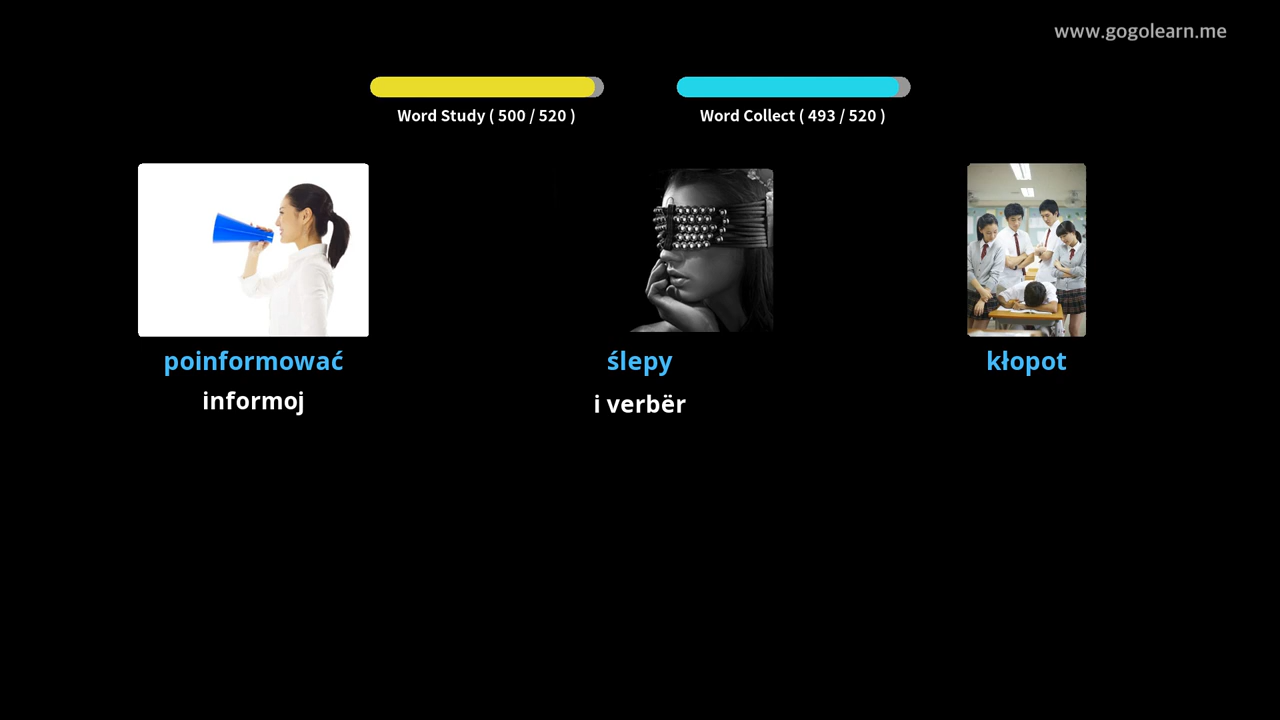 www.gogolearn.me
Word Study ( 500 / 520 )
Word Collect ( 493 / 520 )
poinformować
ślepy
kłopot
informoj
i verbër